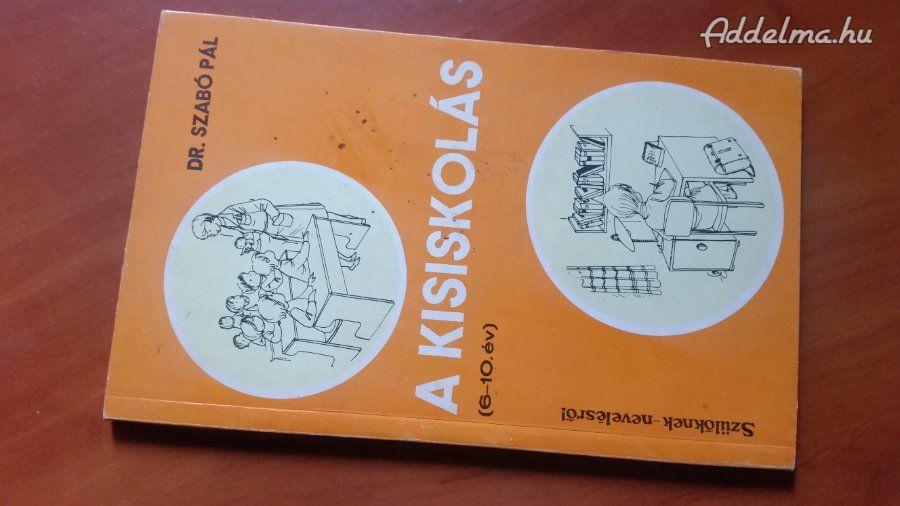 Addelma.hu
DR. SZABÓ PÁL
A KISISKOLÁS
(6–10. év)
Szülőknek–nevelésről!